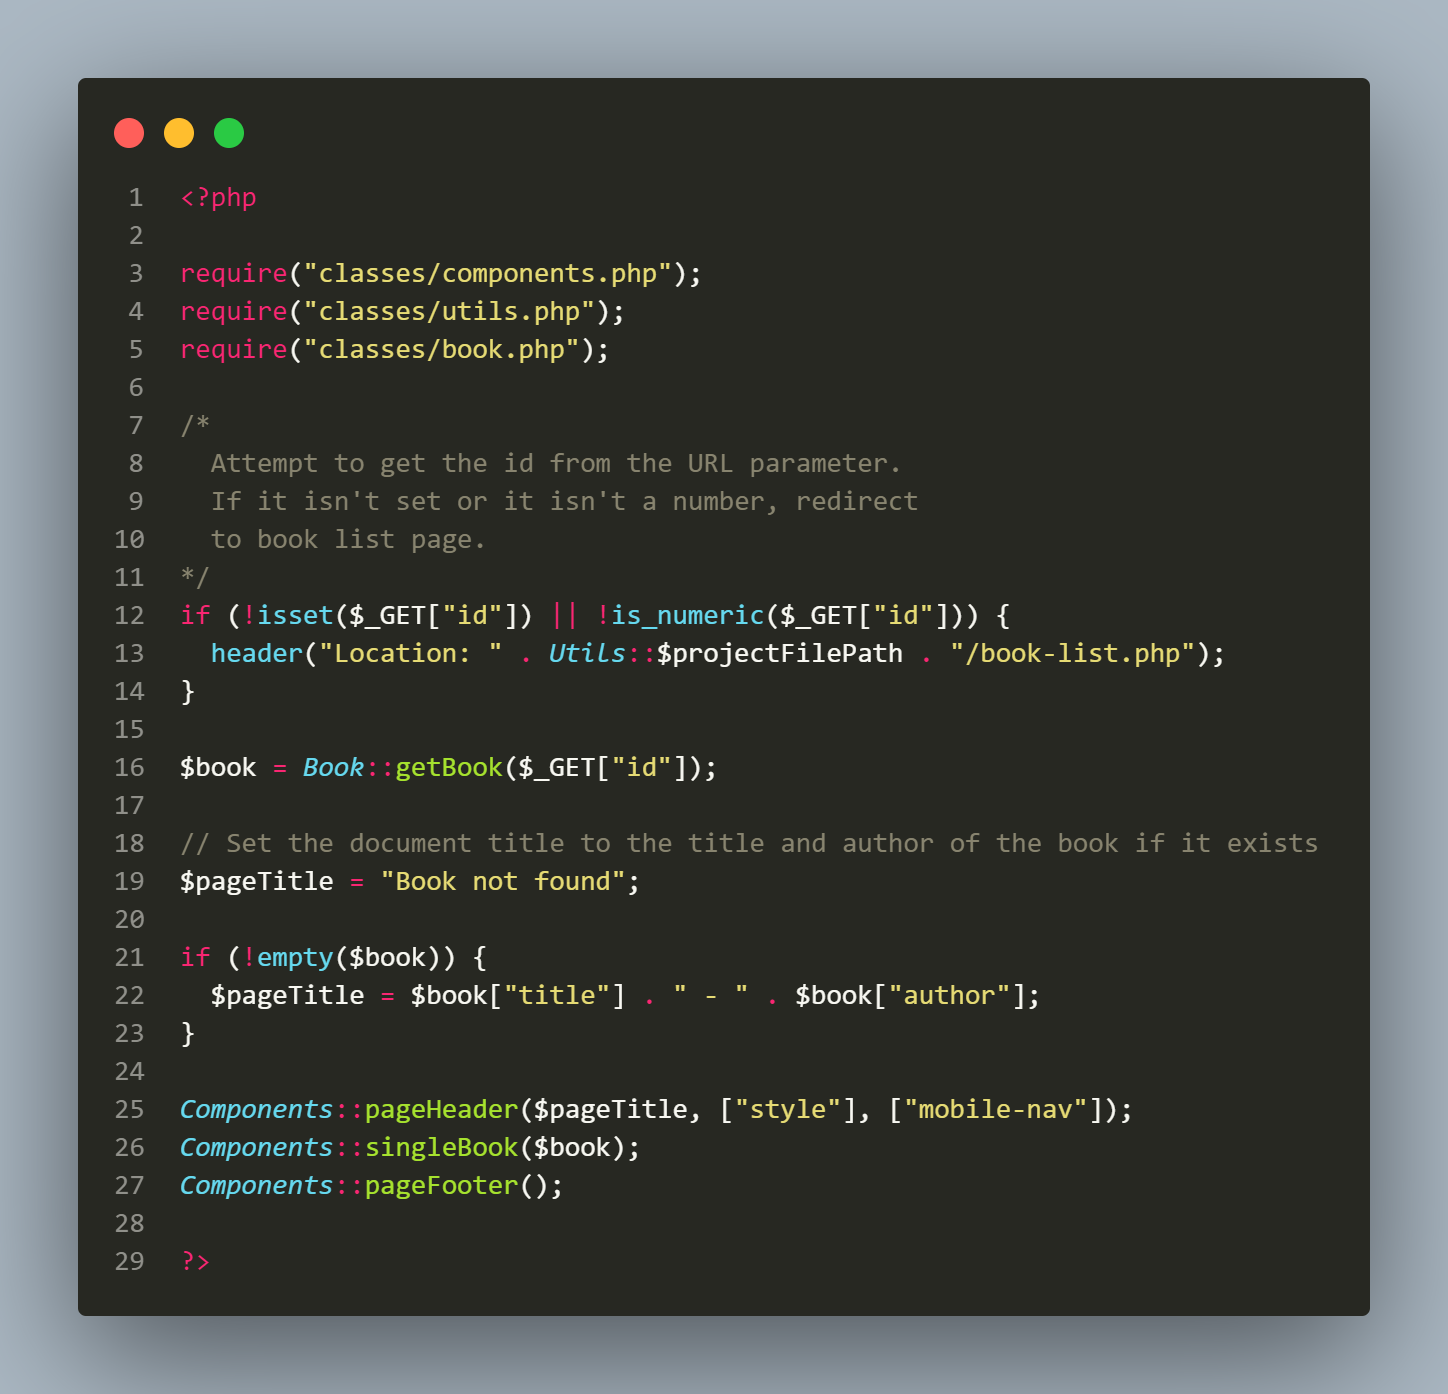 1 <?php
2
3 require("classes/components.php");
4 require("classes/utils.php");
5 require("classes/book.php");
6
7 /*
8   Attempt to get the id from the URL parameter.
9   If it isn't set or it isn't a number, redirect
10   to book list page.
11 */
12 if (!isset($_GET["id"]) || !is_numeric($_GET["id"])) {
13   header("Location: " . Utils::$projectFilePath . "/book-list.php");
14 }
15
16 $book = Book::getBook($_GET["id"]);
17
18 // Set the document title to the title and author of the book if it exists
19 $pageTitle = "Book not found";
20
21 if (!empty($book)) {
22   $pageTitle = $book["title"] . " - " . $book["author"];
23 }
24
25 Components::pageHeader($pageTitle, ["style"], ["mobile-nav"]);
26 Components::singleBook($book);
27 Components::pageFooter();
28
29 ?>